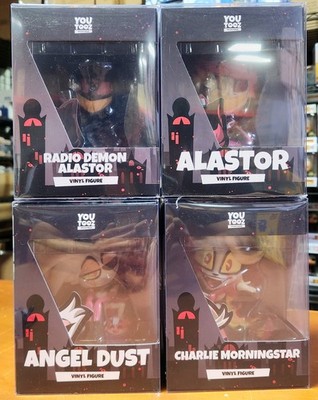 YOU
TOOZ
RADIO DEMON
ALASTOR
VINYL FIGURE
YOU
TOOZ
ALASTOR
VINYL FIGURE
YOU
TOOZ
ANGEL DUST
VINYL FIGURE
YOU
TOOZ
CHARLIE MORNINGSTAR
VINYL FIGURE